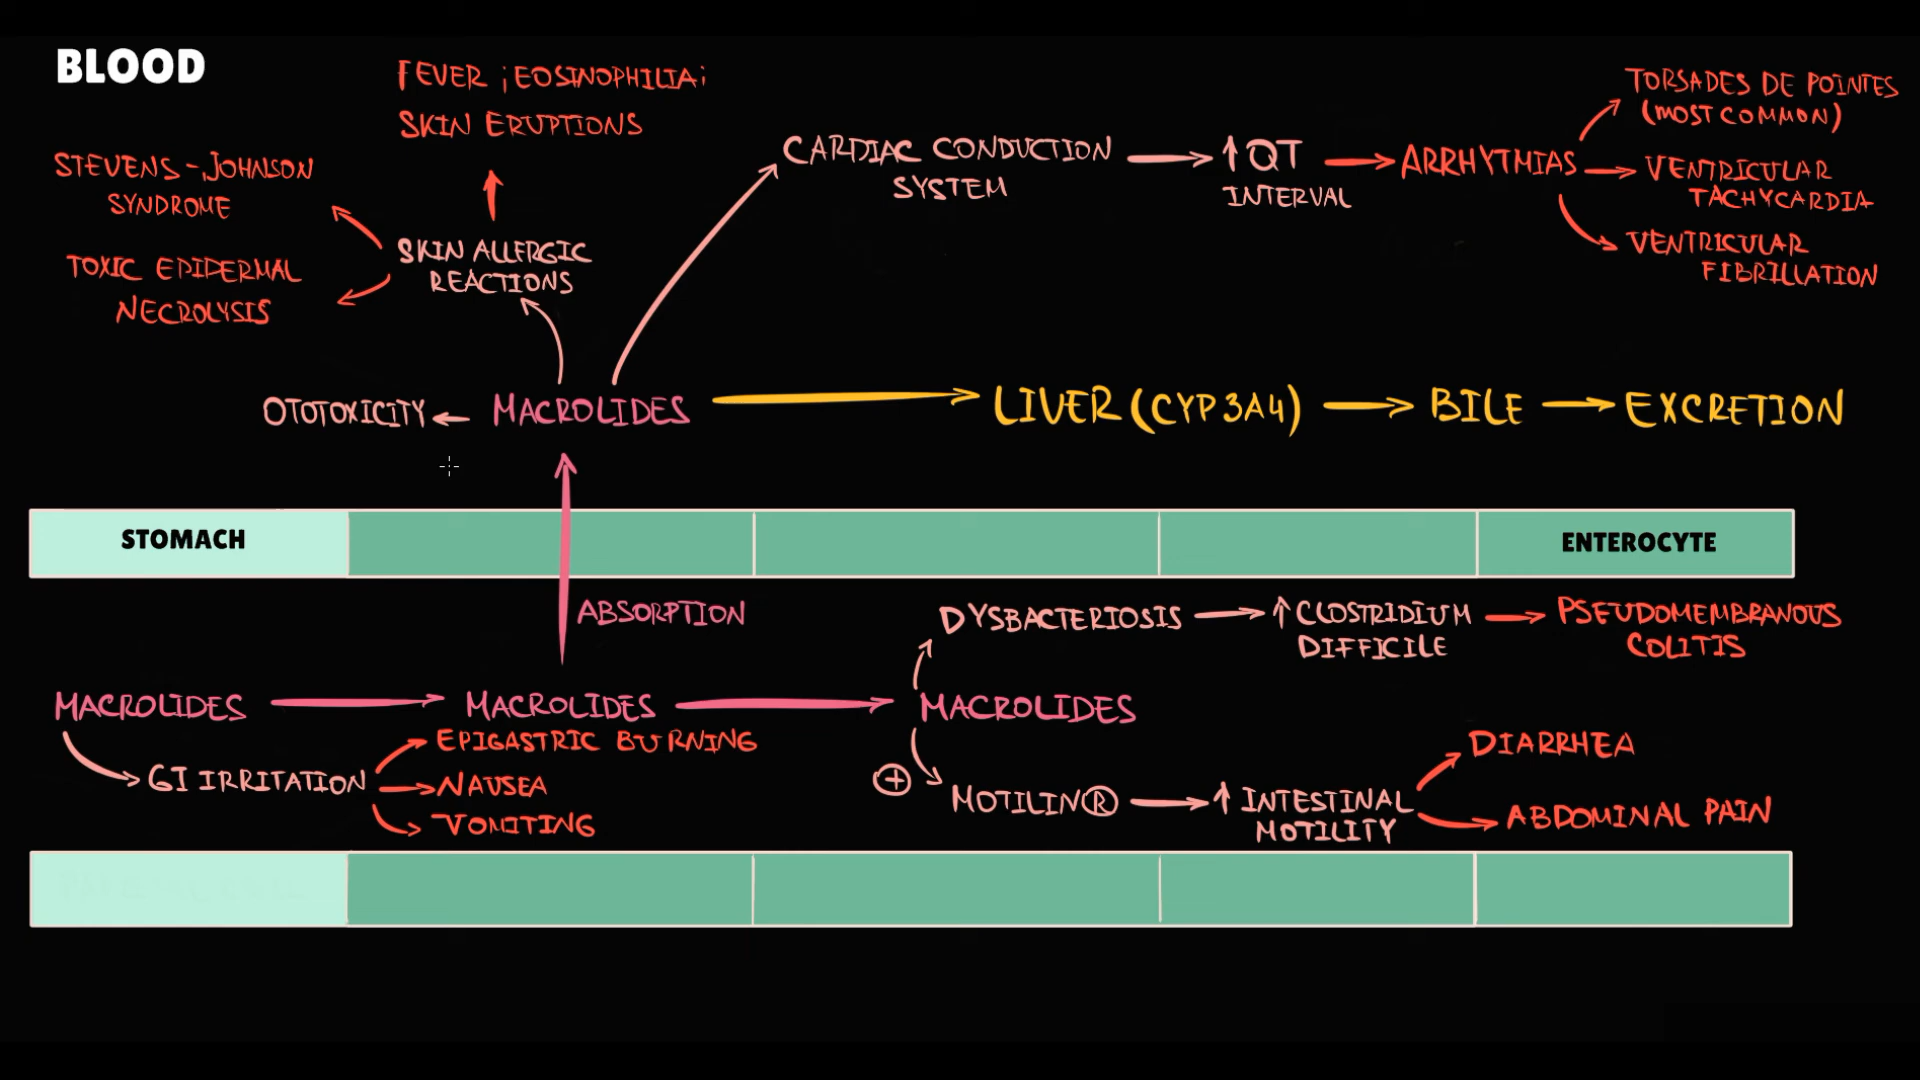 BLOOD
FEVER ; EOSINOPHILIA ;
SKIN ERUPTIONS
STEVENS-JOHNSON
SYNDROME
TOXIC EPIDERMAL
NECROLYSIS
SKIN ALLERGIC
REACTIONS
CARDIAC CONDUCTION
SYSTEM
↑ QT
INTERVAL
ARRHYTMIAS
TORSADES DE POINTES
(MOST COMMON)
VENTRICULAR
TACHYCARDIA
VENTRICULAR
FIBRILLATION
OTOTOXICITY ← MACROLIDES → LIVER (CYP3A4) → BILE → EXCRETION
STOMACH
ENTEROCYTE
ABSORPTION
DYSBACTERIOSIS → ↑ CLOSTRIDIUM
DIFFICILE
PSEUDOMEMBRANOUS
COLITIS
MACROLIDES → MACROLIDES → MACROLIDES
GI IRRITATION
EPIGASTRIC BURNING
NAUSEA
VOMITING
+
MOTILIN Ⓡ → ↑ INTESTINAL
MOTILITY
DIARRHEA
ABDOMINAL PAIN